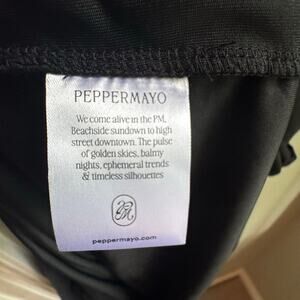 PEPPERMAYO
We come alive in the PM.
Beachside sundown to high
street downtown. The pulse
of golden skies, balmy
nights, ephemeral trends
& timeless silhouettes
PM
peppermayo.com